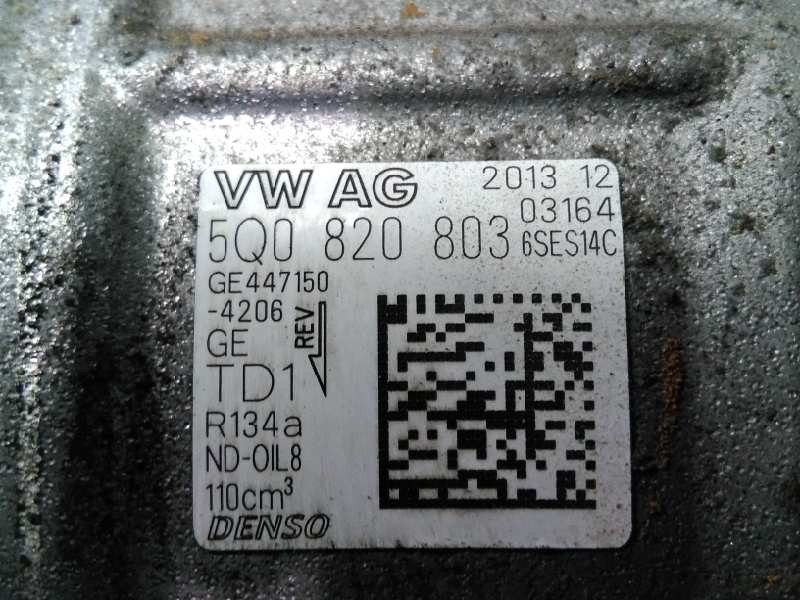 VW AG 2013 12
03164
5Q0 820 803 6SES14C
GE447150
-4206
GE
REV
TD1
R134a
ND-OIL8
110cm³
DENSO